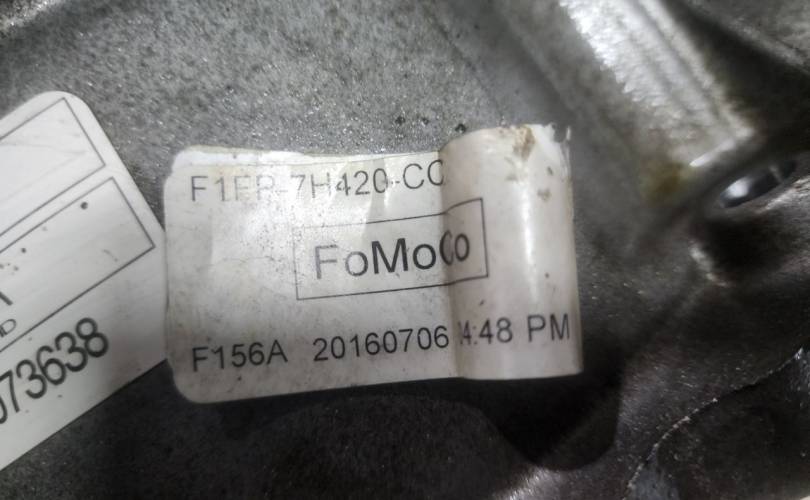 F1FP-7H420-CC
FoMoCo
F156A 20160706 4:48 PM
073638